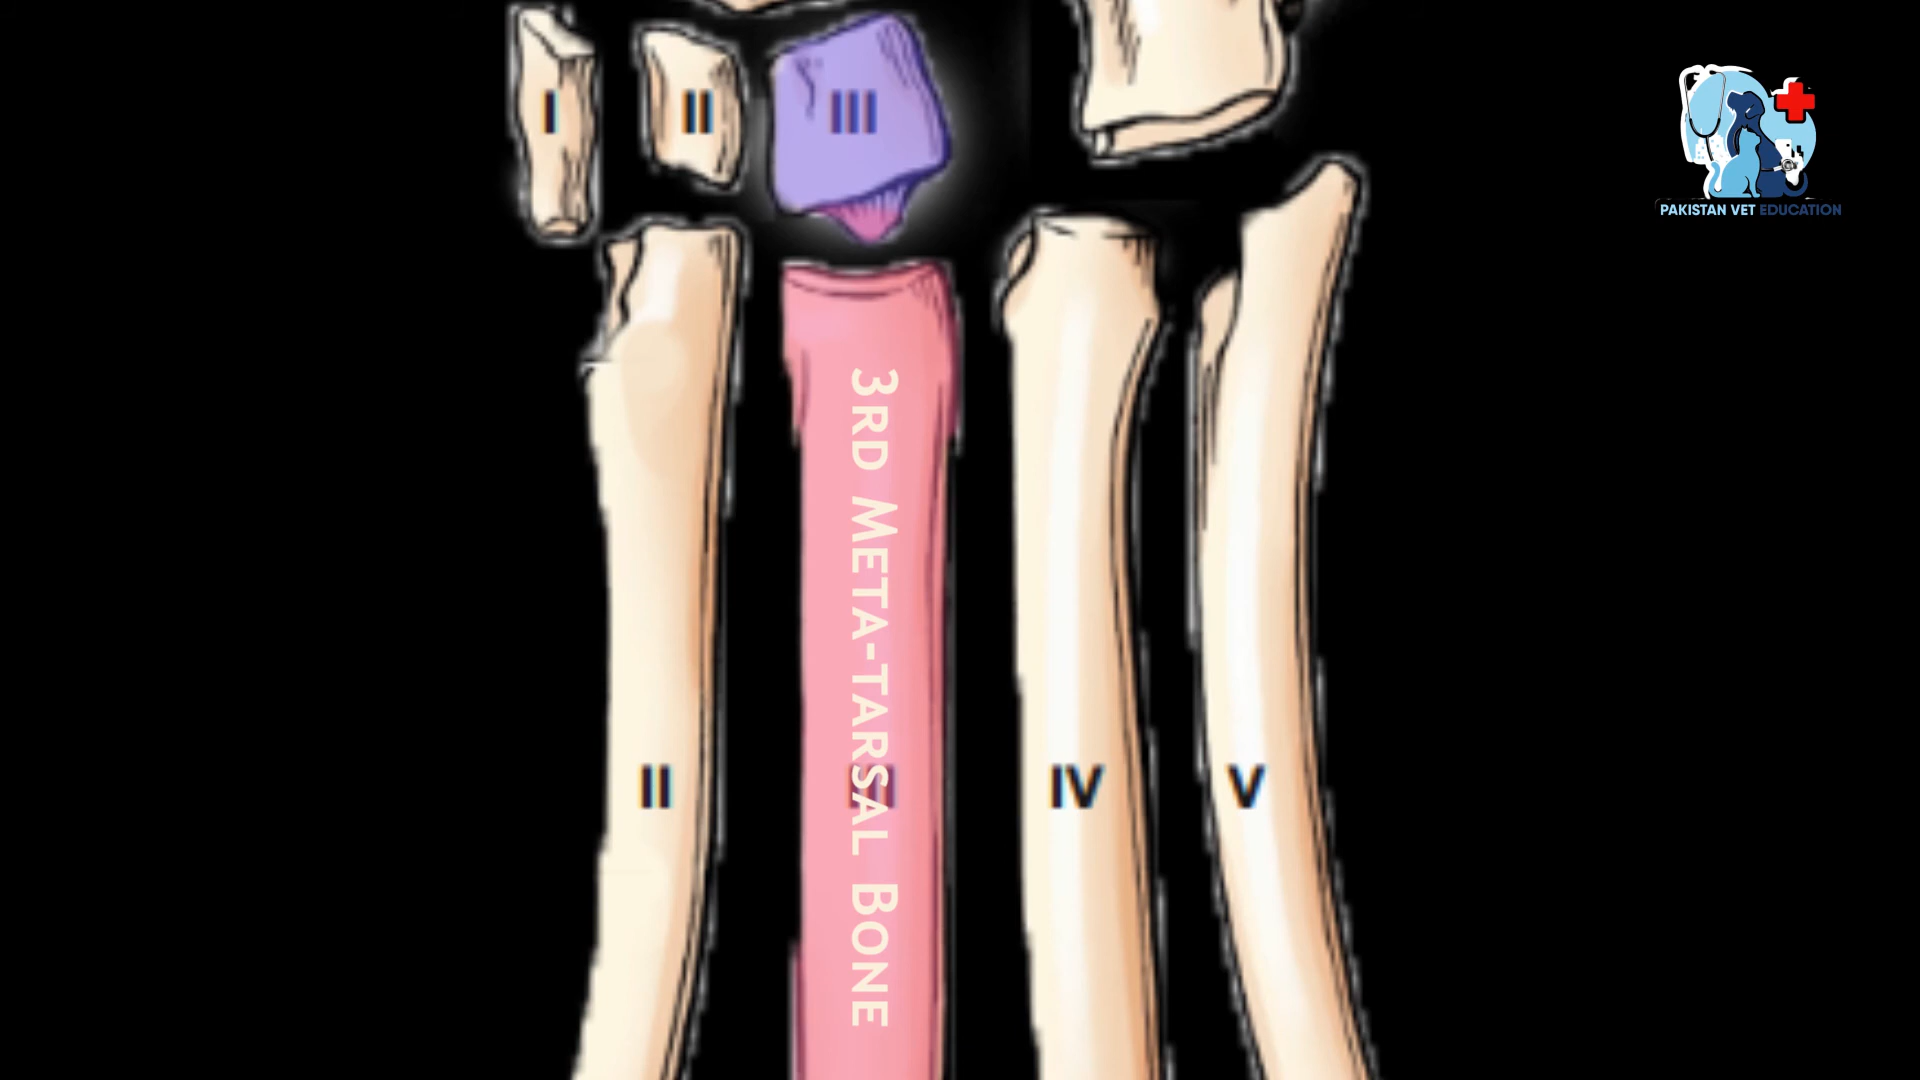 I
II
III
PAKISTAN VET EDUCATION
3RD META-TARSAL BONE
II
III
IV
V